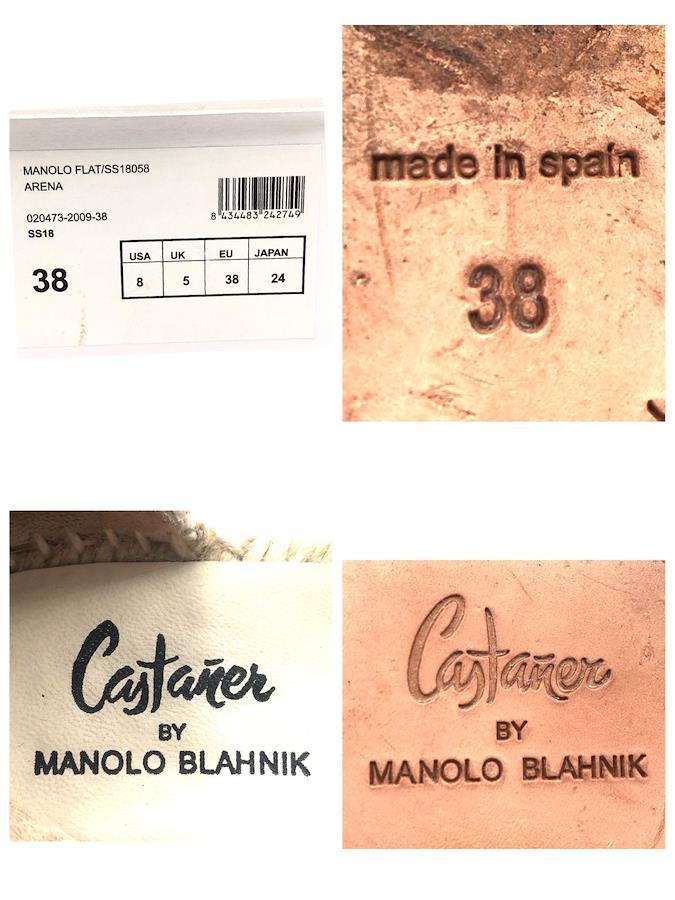 MANOLO FLAT/SS18058
ARENA
020473-2009-38
SS18
8 434483 242749
38
USA UK EU JAPAN
8 5 38 24
made in spain
38
Castañer
BY
MANOLO BLAHNIK
Castañer
BY
MANOLO BLAHNIK